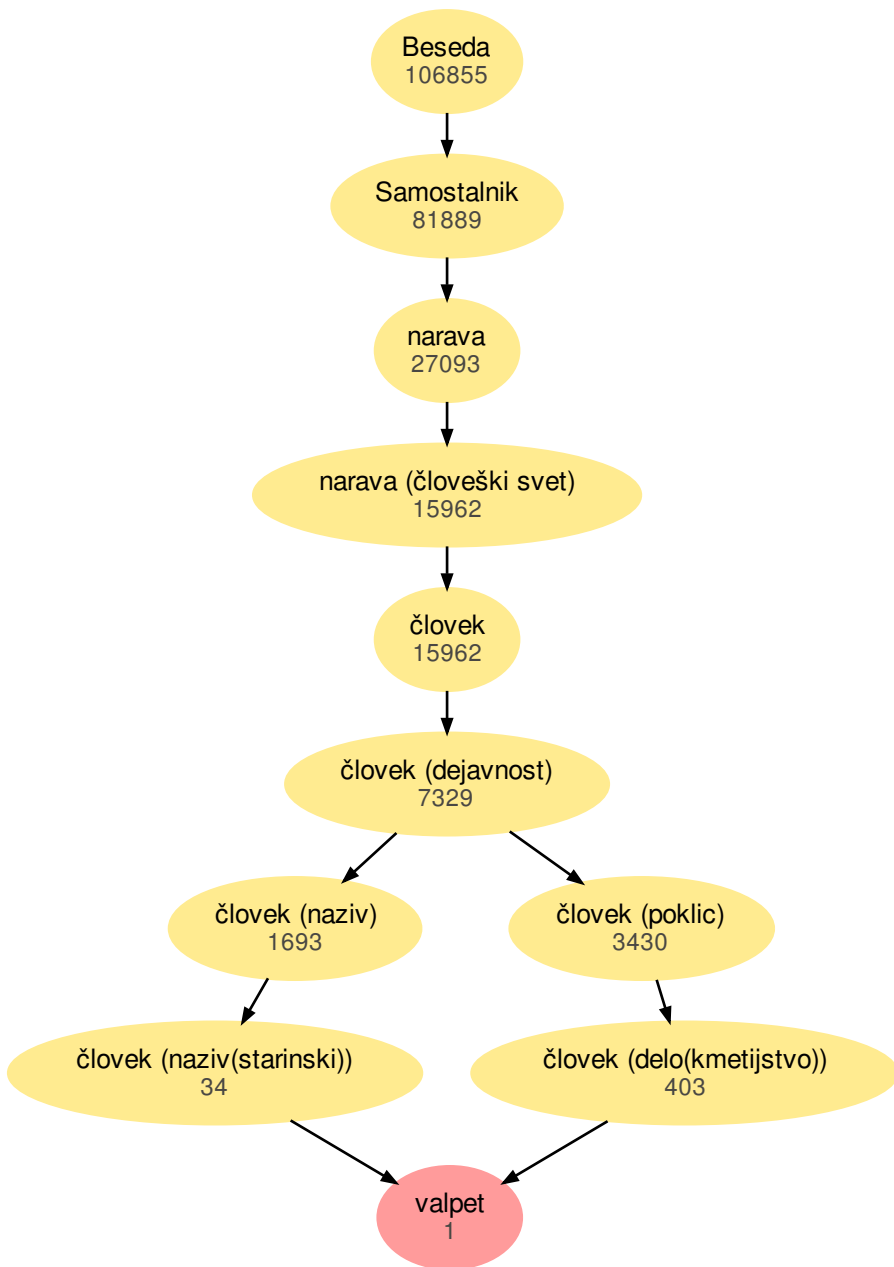 Beseda
106855
Samostalnik
81889
narava
27093
narava (človeški svet)
15962
človek
15962
človek (dejavnost)
7329
človek (naziv)
1693
človek (poklic)
3430
človek (naziv(starinski))
34
človek (delo(kmetijstvo))
403
valpet
1